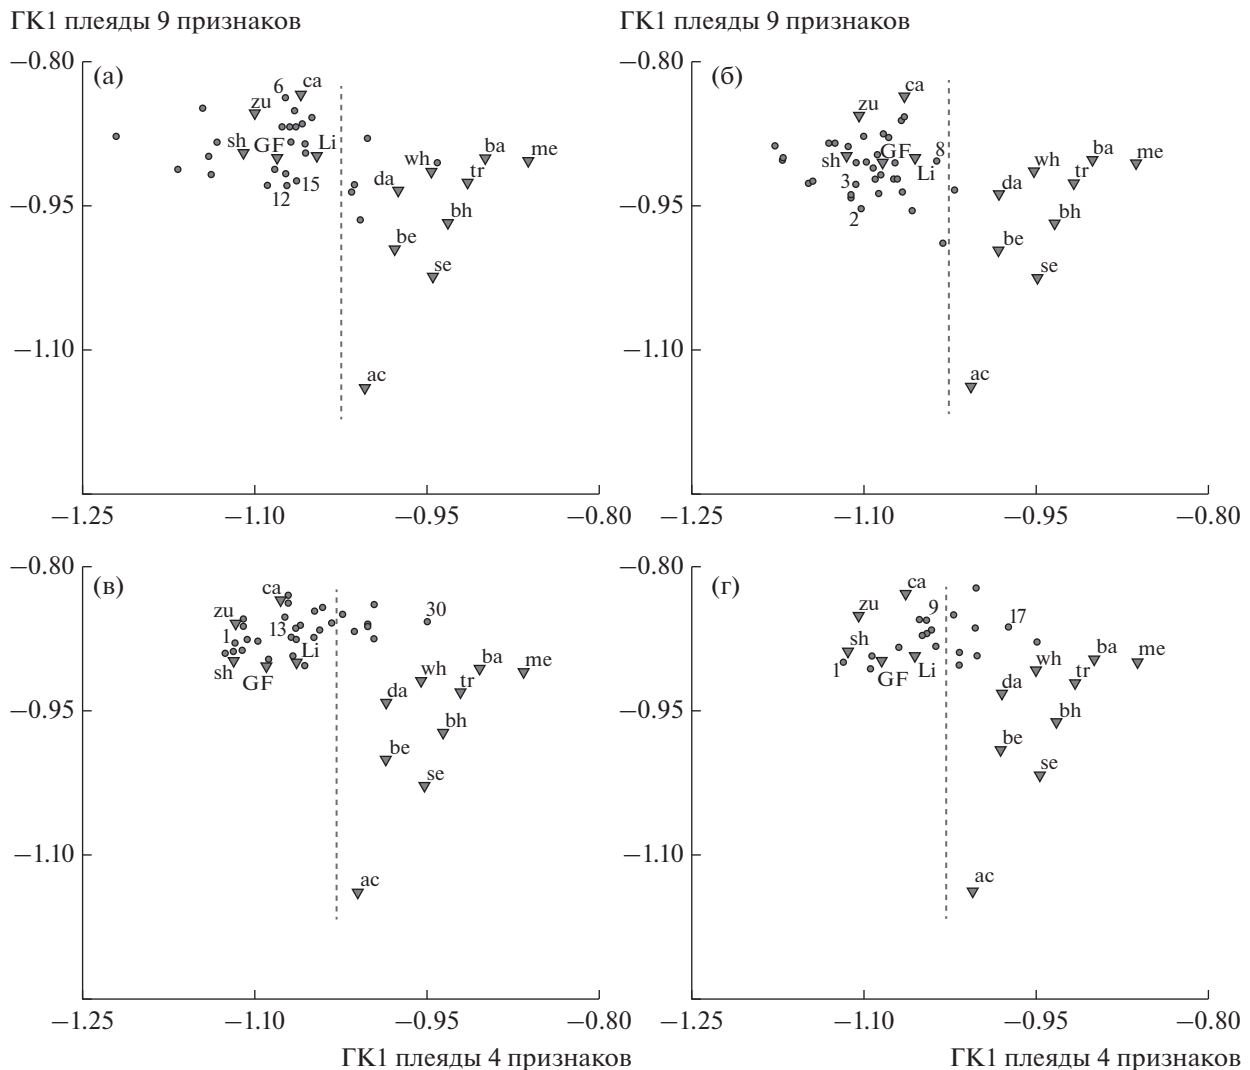 ГК1 плеяды 9 признаков
ГК1 плеяды 9 признаков
−0.80
(а)
6
ca
zu
sh
GF
Li
12
15
da
wh
ba
me
tr
bh
be
se
−0.95
−1.10
ac
−1.25
−1.10
−0.95
−0.80
−0.80
(б)
ca
zu
sh
GF
Li
8
3
2
da
wh
ba
me
tr
bh
be
se
−0.95
−1.10
ac
−1.25
−1.10
−0.95
−0.80
−0.80
(в)
ca
zu
1
13
sh
GF
Li
30
da
wh
ba
me
tr
bh
be
se
−0.95
−1.10
ac
−1.25
−1.10
−0.95
−0.80
ГК1 плеяды 4 признаков
−0.80
(г)
ca
zu
9
17
sh
1
GF
Li
da
wh
ba
me
tr
bh
be
se
−0.95
−1.10
ac
−1.25
−1.10
−0.95
−0.80
ГК1 плеяды 4 признаков